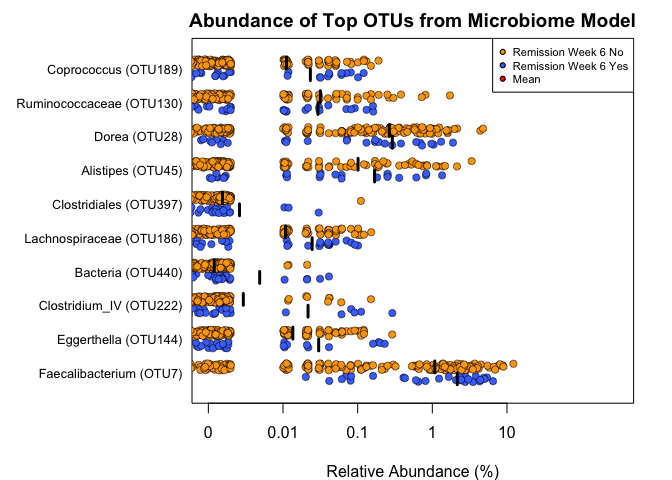 Abundance of Top OTUs from Microbiome Model
Remission Week 6 No
Remission Week 6 Yes
Mean
Coprococcus (OTU189)
Ruminococcaceae (OTU130)
Dorea (OTU28)
Alistipes (OTU45)
Clostridiales (OTU397)
Lachnospiraceae (OTU186)
Bacteria (OTU440)
Clostridium_IV (OTU222)
Eggerthella (OTU144)
Faecalibacterium (OTU7)
0 0.01 0.1 1 10
Relative Abundance (%)